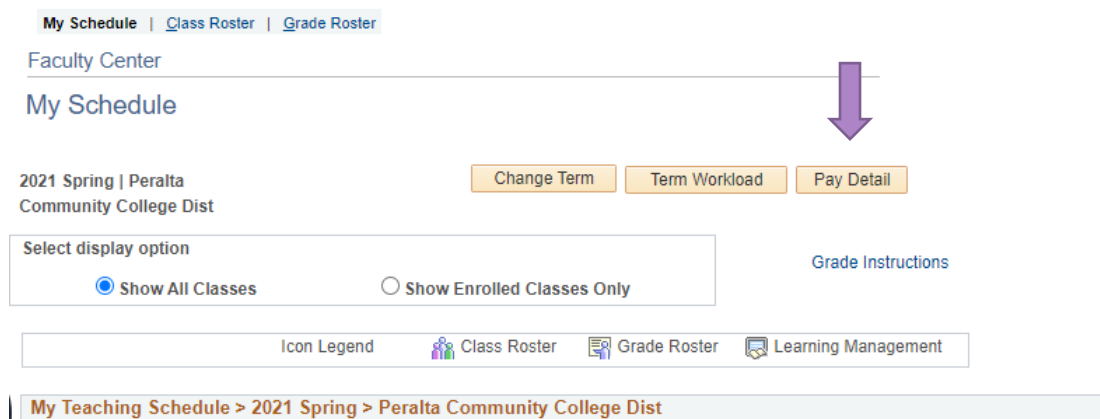 My Schedule | Class Roster | Grade Roster
Faculty Center
My Schedule
2021 Spring | Peralta
Community College Dist
Change Term Term Workload Pay Detail
Select display option
Show All Classes Show Enrolled Classes Only
Grade Instructions
Icon Legend Class Roster Grade Roster Learning Management
My Teaching Schedule > 2021 Spring > Peralta Community College Dist